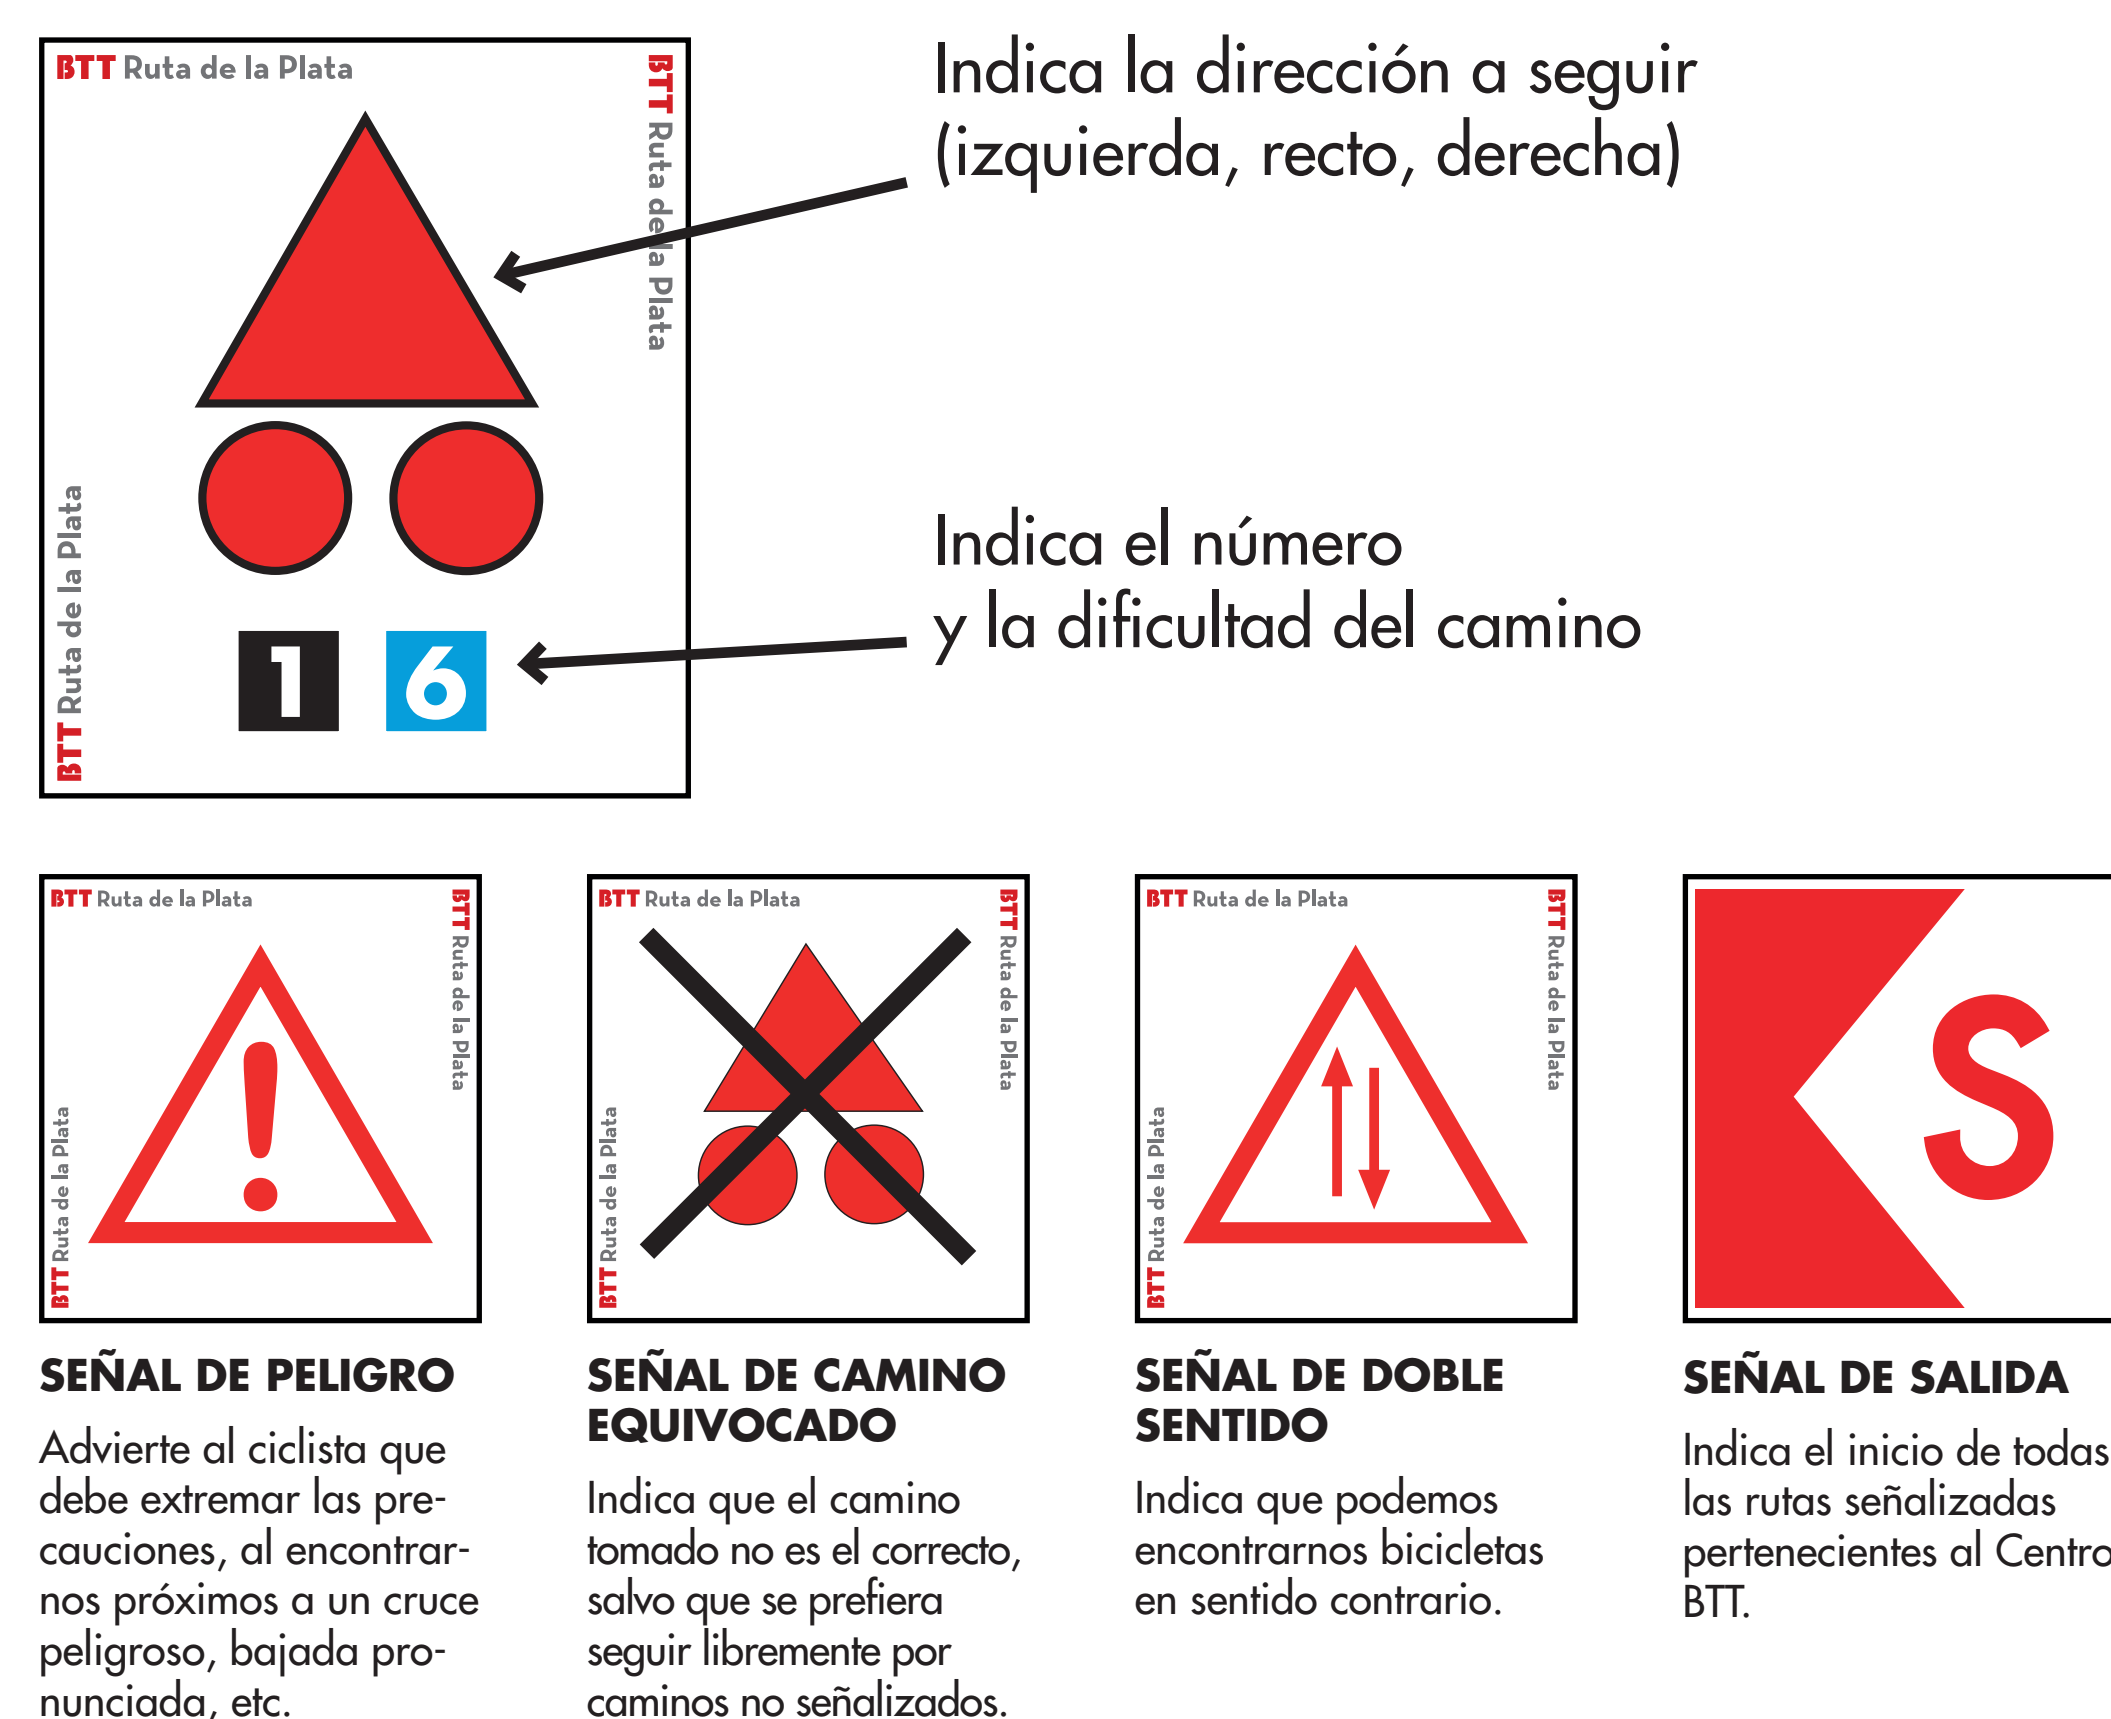 BTT Ruta de la Plata
BTT Ruta de la Plata
BTT Ruta de la Plata
1 6
Indica la dirección a seguir
(izquierda, recto, derecha)
Indica el número
y la dificultad del camino
BTT Ruta de la Plata
BTT Ruta de la Plata
BTT Ruta de la Plata
!
SEÑAL DE PELIGRO
Advierte al ciclista que
debe extremar las pre-
cauciones, al encontrar-
nos próximos a un cruce
peligroso, bajada pro-
nunciada, etc.
BTT Ruta de la Plata
BTT Ruta de la Plata
BTT Ruta de la Plata
SEÑAL DE CAMINO
EQUIVOCADO
Indica que el camino
tomado no es el correcto,
salvo que se prefiera
seguir libremente por
caminos no señalizados.
BTT Ruta de la Plata
BTT Ruta de la Plata
BTT Ruta de la Plata
SEÑAL DE DOBLE
SENTIDO
Indica que podemos
encontrarnos bicicletas
en sentido contrario.
S
SEÑAL DE SALIDA
Indica el inicio de todas
las rutas señalizadas
pertenecientes al Centro
BTT.